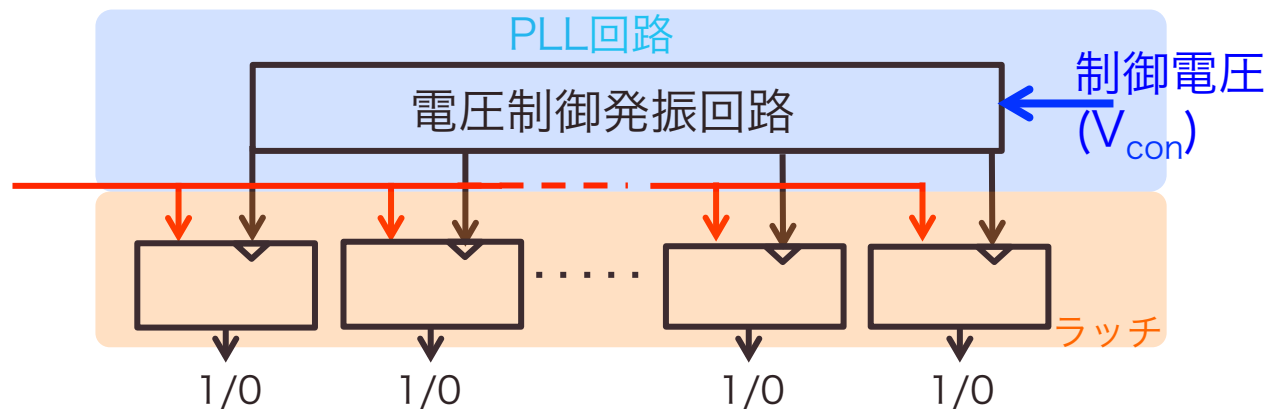 PLL回路
電圧制御発振回路
制御電圧
(Vcon)
.....
ラッチ
1/0 1/0 1/0 1/0